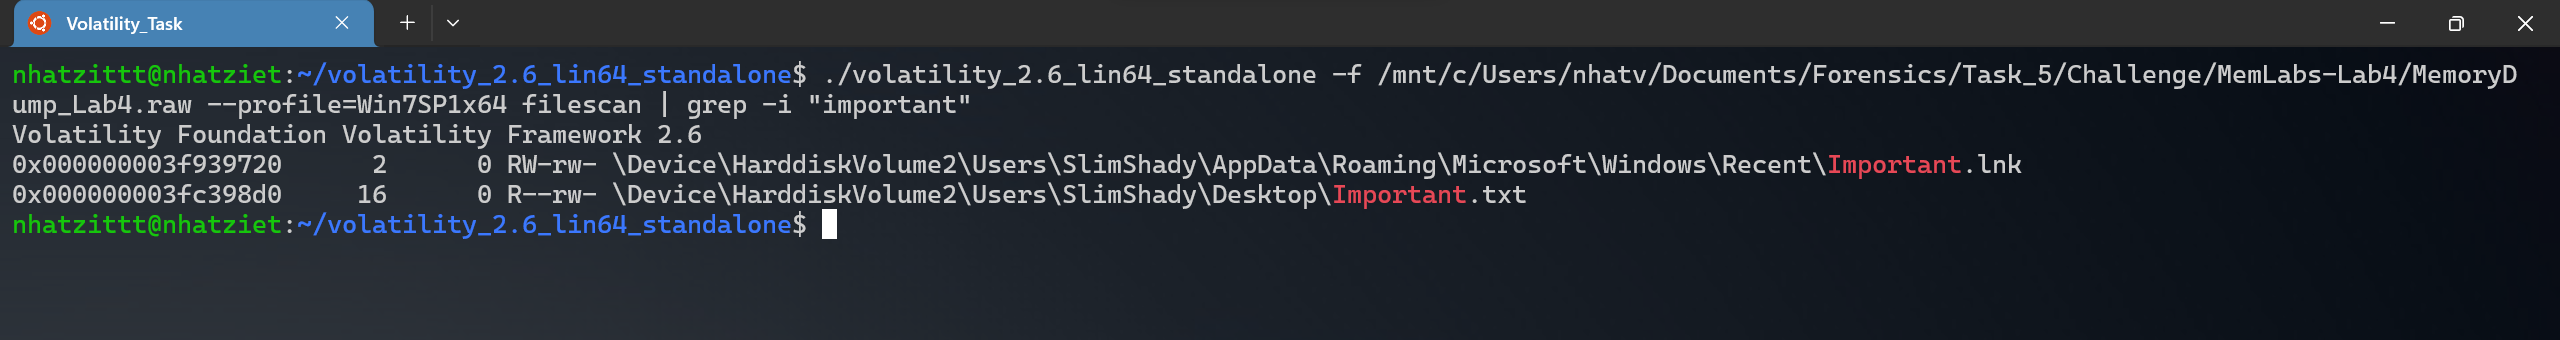 Volatility_Task
nhatzittt@nhatziet:~/volatility_2.6_lin64_standalone$ ./volatility_2.6_lin64_standalone -f /mnt/c/Users/nhatv/Documents/Forensics/Task_5/Challenge/MemLabs-Lab4/MemoryD
ump_Lab4.raw --profile=Win7SP1x64 filescan | grep -i "important"
Volatility Foundation Volatility Framework 2.6
0x000000003f939720      2      0 RW-rw- \Device\HarddiskVolume2\Users\SlimShady\AppData\Roaming\Microsoft\Windows\Recent\Important.lnk
0x000000003fc398d0     16      0 R--rw- \Device\HarddiskVolume2\Users\SlimShady\Desktop\Important.txt
nhatzittt@nhatziet:~/volatility_2.6_lin64_standalone$